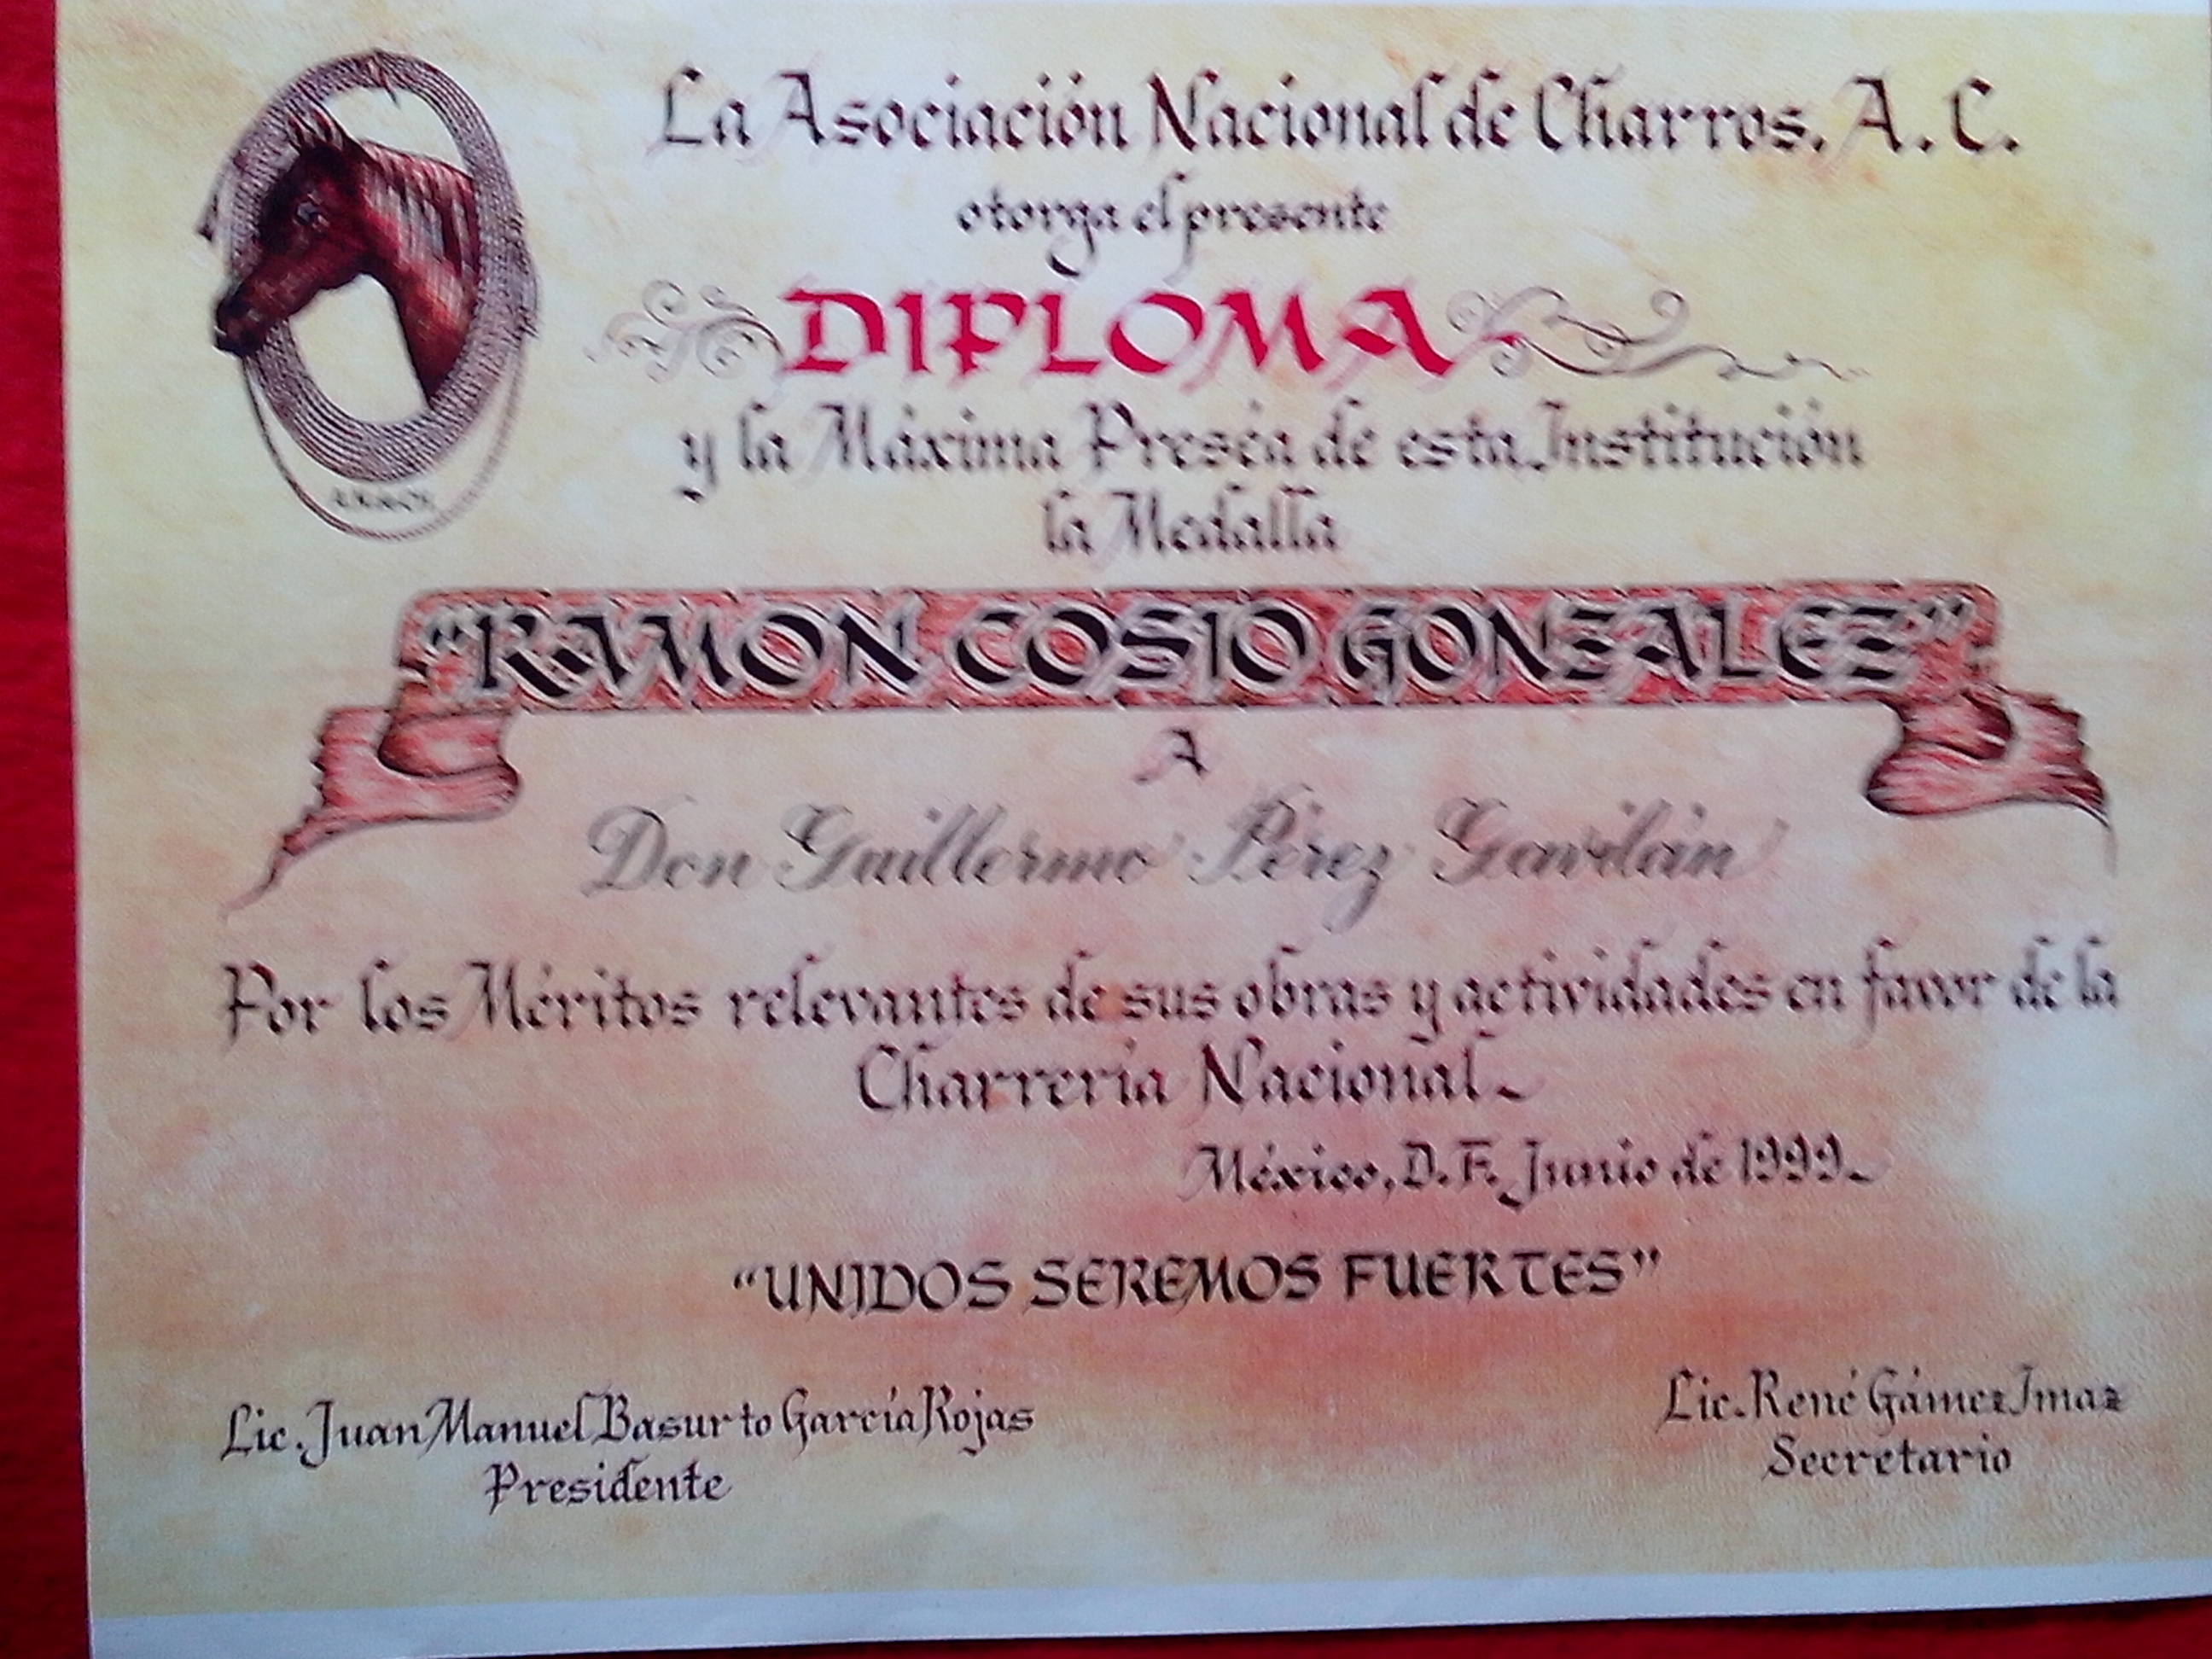 La Asociación Nacional de Charros, A.C.
otorga el presente
DIPLOMA
y la Máxima Preséa de esta Institución
la Medalla
"RAMON COSIO GONZALEZ"
A
Don Guillermo Pérez Gavilán
Por los Méritos relevantes de sus obras y actividades en favor de la
Charrería Nacional.
México, D.F. Junio de 1999.
"UNIDOS SEREMOS FUERTES"
Lic. Juan Manuel Basurto García Rojas
Presidente
Lic. René Gámez Imaz
Secretario